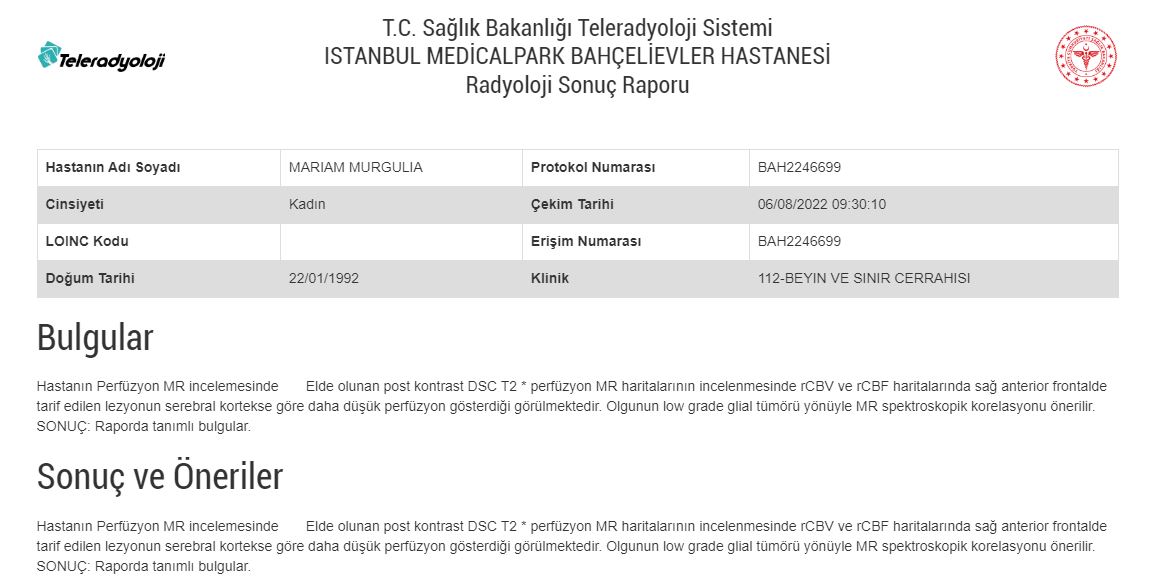 T.C. Sağlık Bakanlığı Teleradyoloji Sistemi
Teleradyoloji
ISTANBUL MEDİCALPARK BAHÇELİEVLER HASTANESİ
Radyoloji Sonuç Raporu
Hastanın Adı Soyadı MARIAM MURGULIA Protokol Numarası BAH2246699
Cinsiyeti Kadın Çekim Tarihi 06/08/2022 09:30:10
LOINC Kodu Erişim Numarası BAH2246699
Doğum Tarihi 22/01/1992 Klinik 112-BEYIN VE SINIR CERRAHISI
Bulgular
Hastanın Perfüzyon MR incelemesinde Elde olunan post kontrast DSC T2 * perfüzyon MR haritalarının incelenmesinde rCBV ve rCBF haritalarında sağ anterior frontalde
tarif edilen lezyonun serebral kortekse göre daha düşük perfüzyon gösterdiği görülmektedir. Olgunun low grade glial tümörü yönüyle MR spektroskopik korelasyonu önerilir.
SONUÇ: Raporda tanımlı bulgular.
Sonuç ve Öneriler
Hastanın Perfüzyon MR incelemesinde Elde olunan post kontrast DSC T2 * perfüzyon MR haritalarının incelenmesinde rCBV ve rCBF haritalarında sağ anterior frontalde
tarif edilen lezyonun serebral kortekse göre daha düşük perfüzyon gösterdiği görülmektedir. Olgunun low grade glial tümörü yönüyle MR spektroskopik korelasyonu önerilir.
SONUÇ: Raporda tanımlı bulgular.